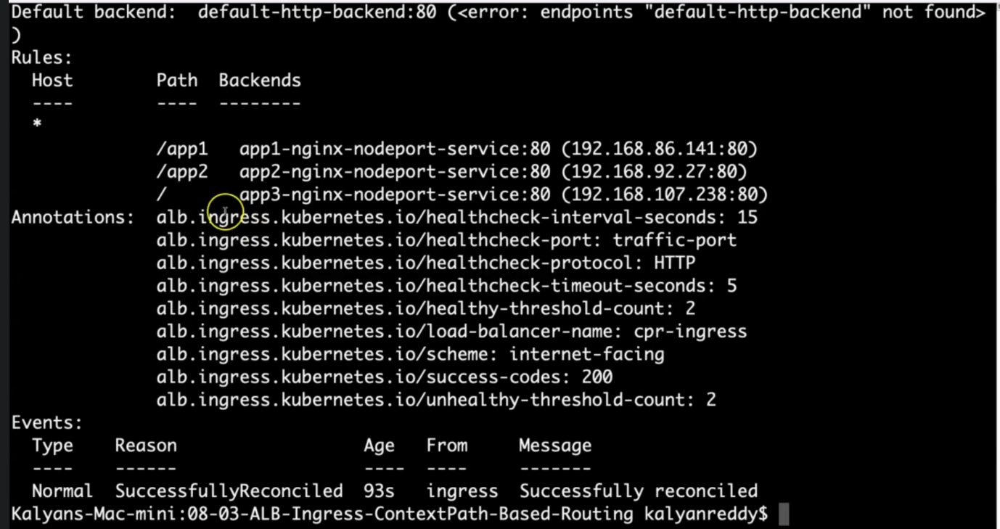 Default backend:  default-http-backend:80 (<error: endpoints "default-http-backend" not found>
)
Rules:
  Host        Path  Backends
  ----        ----  --------
  *
              /app1   app1-nginx-nodeport-service:80 (192.168.86.141:80)
              /app2   app2-nginx-nodeport-service:80 (192.168.92.27:80)
              /       app3-nginx-nodeport-service:80 (192.168.107.238:80)
Annotations:  alb.ingress.kubernetes.io/healthcheck-interval-seconds: 15
              alb.ingress.kubernetes.io/healthcheck-port: traffic-port
              alb.ingress.kubernetes.io/healthcheck-protocol: HTTP
              alb.ingress.kubernetes.io/healthcheck-timeout-seconds: 5
              alb.ingress.kubernetes.io/healthy-threshold-count: 2
              alb.ingress.kubernetes.io/load-balancer-name: cpr-ingress
              alb.ingress.kubernetes.io/scheme: internet-facing
              alb.ingress.kubernetes.io/success-codes: 200
              alb.ingress.kubernetes.io/unhealthy-threshold-count: 2
Events:
  Type    Reason                  Age   From     Message
  ----    ------                  ----  ----     -------
  Normal  SuccessfullyReconciled  93s   ingress  Successfully reconciled
Kalyans-Mac-mini:08-03-ALB-Ingress-ContextPath-Based-Routing kalyanreddy$